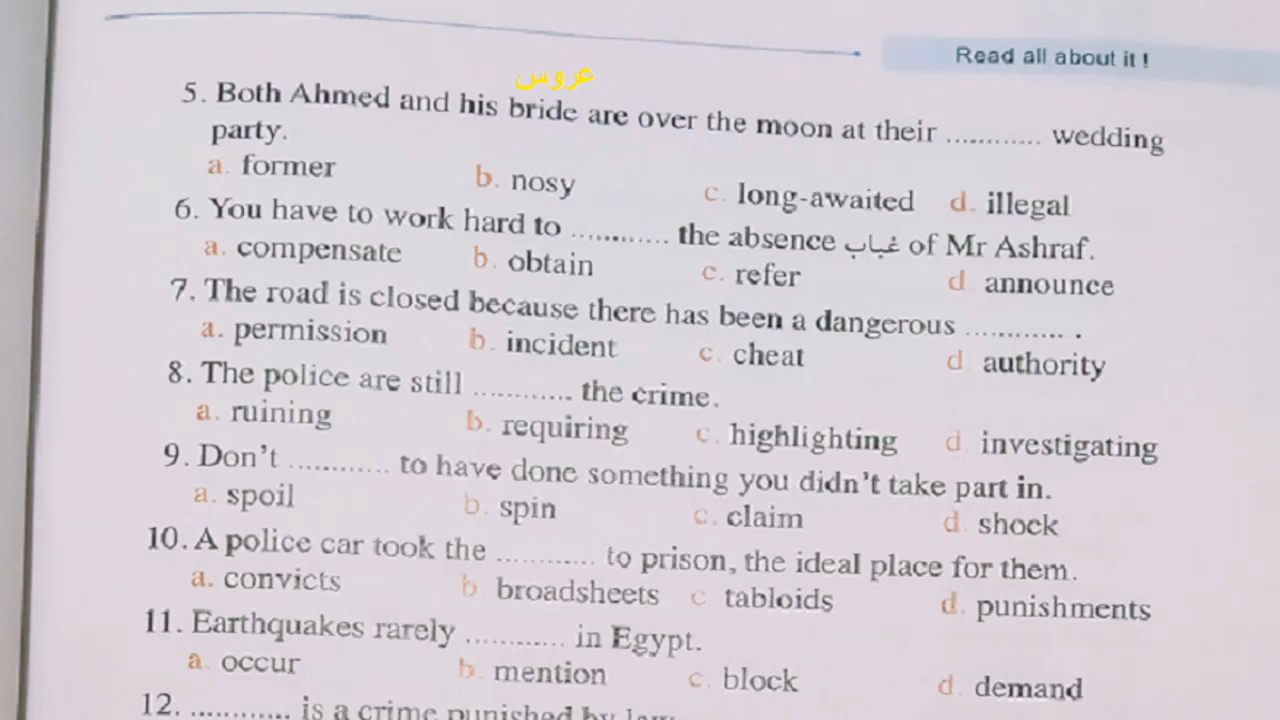 Read all about it !
عروس
5. Both Ahmed and his bride are over the moon at their ............ wedding
party.
a. former b. nosy c. long-awaited d. illegal
6. You have to work hard to ............ the absence غياب of Mr Ashraf.
a. compensate b. obtain c. refer d. announce
7. The road is closed because there has been a dangerous ............ .
a. permission b. incident c. cheat d. authority
8. The police are still ............ the crime.
a. ruining b. requiring c. highlighting d. investigating
9. Don't ............ to have done something you didn't take part in.
a. spoil b. spin c. claim d. shock
10. A police car took the ............ to prison, the ideal place for them.
a. convicts b. broadsheets c. tabloids d. punishments
11. Earthquakes rarely ............ in Egypt.
a. occur b. mention c. block d. demand
12. ............ is a crime punished by law